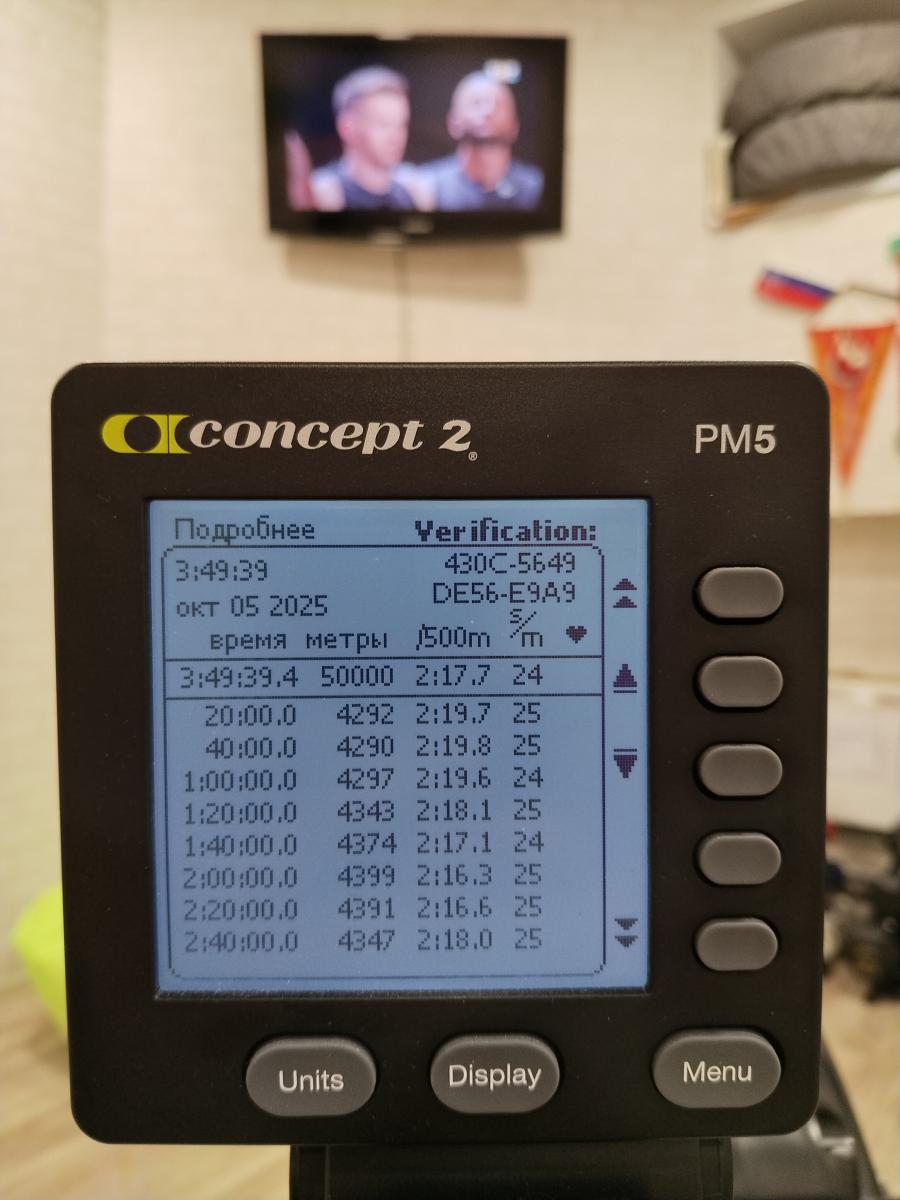 concept 2®
PM5
Подробнее Verification:
3:49:39 430C-5649
окт 05 2025 DE56-E9A9
время метры /500m s/m ♥
3:49:39.4 50000 2:17.7 24
20:00.0 4292 2:19.7 25
40:00.0 4290 2:19.8 25
1:00:00.0 4297 2:19.6 24
1:20:00.0 4343 2:18.1 25
1:40:00.0 4374 2:17.1 24
2:00:00.0 4399 2:16.3 25
2:20:00.0 4391 2:16.6 25
2:40:00.0 4347 2:18.0 25
Units Display Menu